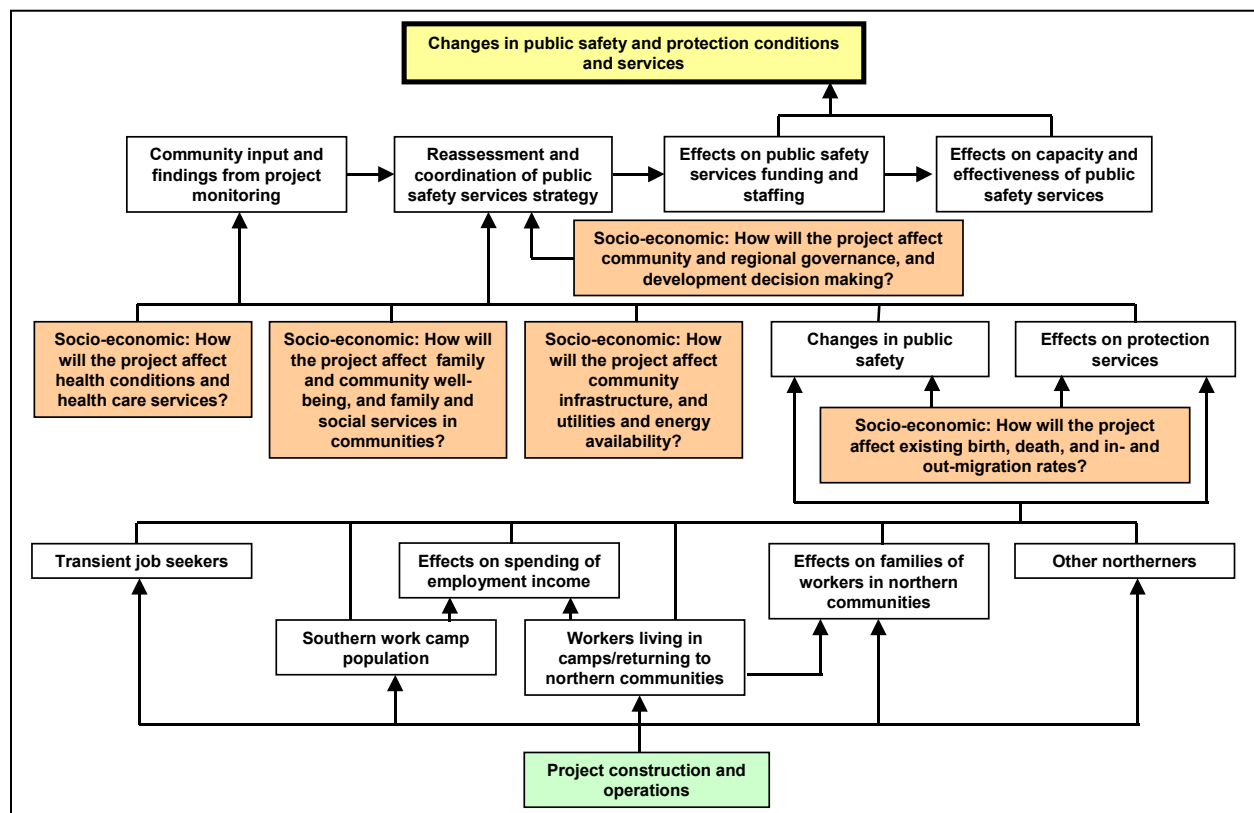 Changes in public safety and protection conditions
and services
Community input and
findings from project
monitoring
Reassessment and
coordination of public
safety services strategy
Effects on public safety
services funding and
staffing
Effects on capacity and
effectiveness of public
safety services
Socio-economic: How will the project affect
community and regional governance, and
development decision making?
Socio-economic: How
will the project affect
health conditions and
health care services?
Socio-economic: How will
the project affect family
and community well-
being, and family and
social services in
communities?
Socio-economic: How
will the project affect
community
infrastructure, and
utilities and energy
availability?
Changes in public
safety
Effects on protection
services
Socio-economic: How will the project
affect existing birth, death, and in- and
out-migration rates?
Transient job seekers
Effects on spending of
employment income
Effects on families of
workers in northern
communities
Other northerners
Southern work camp
population
Workers living in
camps/returning to
northern communities
Project construction and
operations